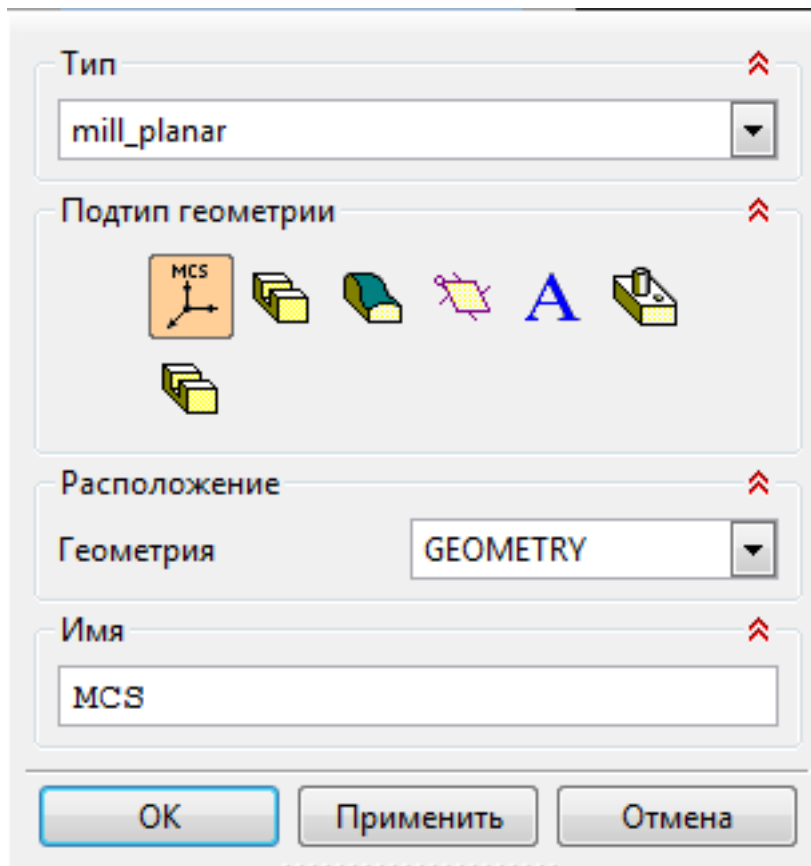 Тип
mill_planar
Подтип геометрии
MCS
A
Расположение
Геометрия GEOMETRY
Имя
MCS
OK Применить Отмена